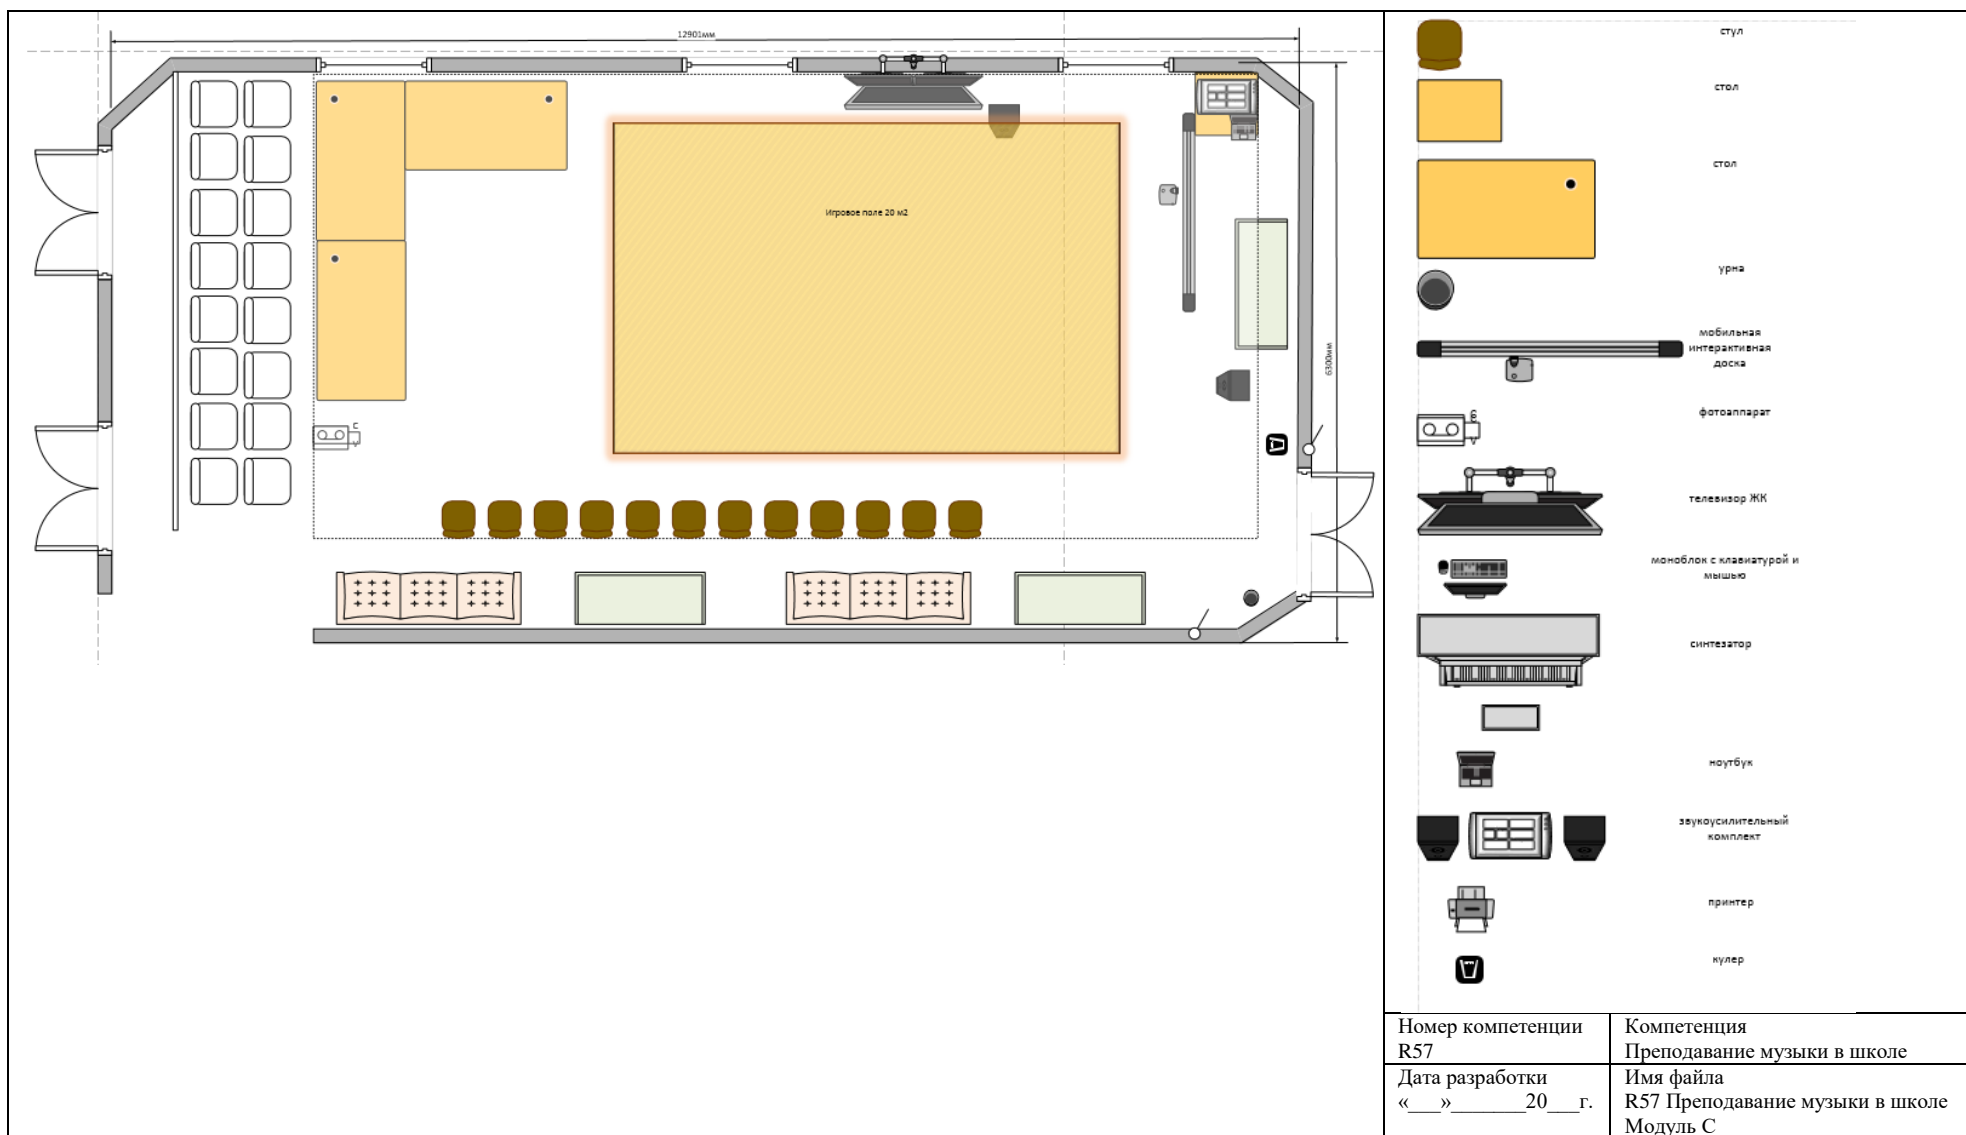 12901мм
Игровое поле 20 м2
6300мм
стул
стол
стол
урна
мобильная
интерактивная
доска
фотоаппарат
телевизор ЖК
моноблок с клавиатурой и
мышью
синтезатор
ноутбук
звукоусилительный
комплект
принтер
кулер
Номер компетенции
R57
Компетенция
Преподавание музыки в школе
Дата разработки
«___»_______20___г.
Имя файла
R57 Преподавание музыки в школе
Модуль С